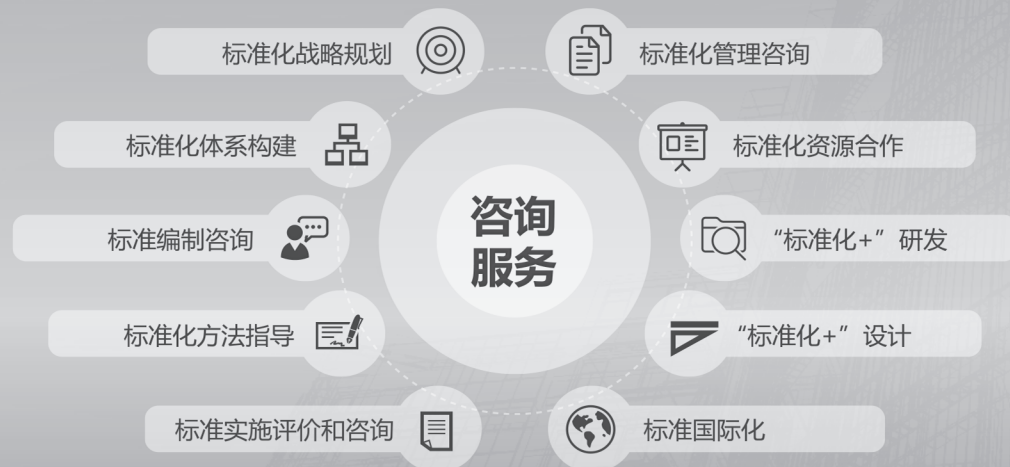 标准化战略规划
标准化管理咨询
标准化体系构建
标准化资源合作
咨询
服务
标准编制咨询
“标准化+”研发
标准化方法指导
“标准化+”设计
标准实施评价和咨询
标准国际化